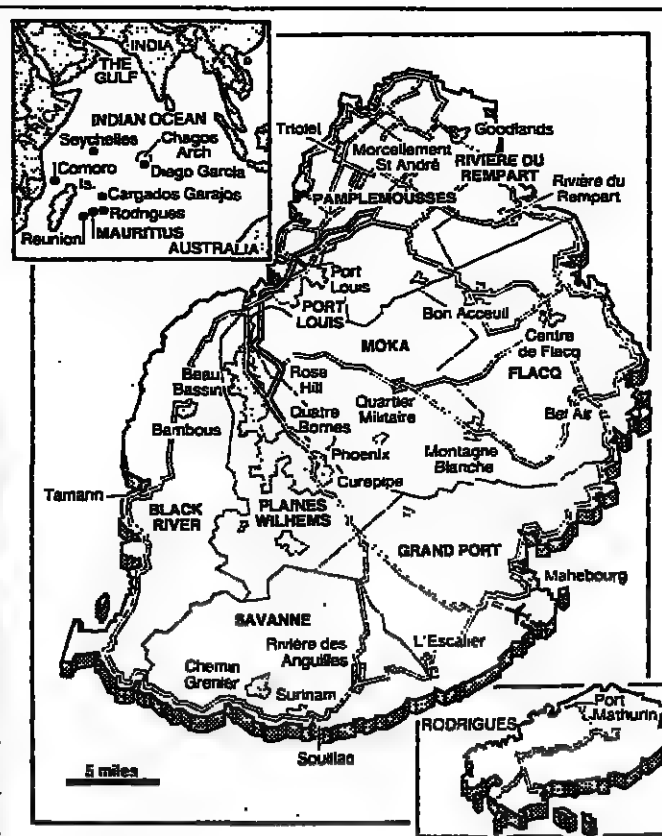 INDIA
THE
GULF
INDIAN OCEAN
Seychelles
Chagos
Arch
Comoro
Is.
Diego Garcia
Cargados Garajos
Rodrigues
Reunion
MAURITIUS
AUSTRALIA
Triolet
Goodlands
Morcellement
St André
RIVIERE DU
REMPART
PAMPLEMOUSSES
Rivière du
Rempart
Port
Louis
PORT
LOUIS
Bon Acceuil
MOKA
Centre
de Flacq
FLACQ
Beau
Bassin
Rose
Hill
Quartier
Militaire
Bel Air
Bambous
Quatre
Bornes
Phoenix
Montagne
Blanche
Curepipe
Tamann
BLACK
RIVER
PLAINES
WILHEMS
GRAND PORT
Mahebourg
SAVANNE
L'Escalier
Rivière des
Anguilles
Chemin
Grenier
Surinam
Souillac
5 miles
RODRIGUES
Port
Mathurin